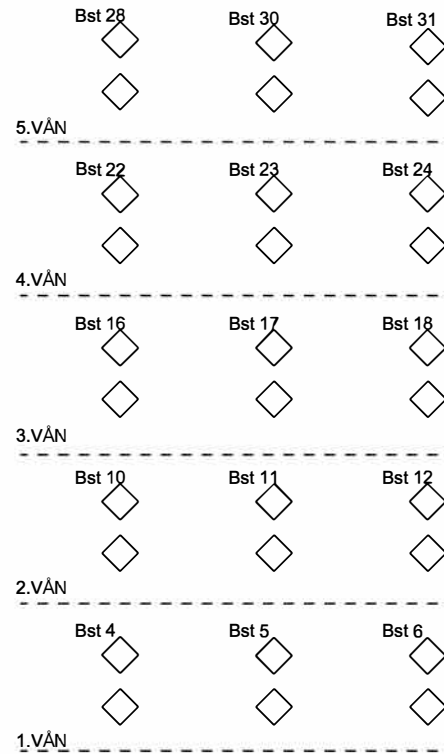 Bst 28 Bst 30 Bst 31
5.VÅN
Bst 22 Bst 23 Bst 24
4.VÅN
Bst 16 Bst 17 Bst 18
3.VÅN
Bst 10 Bst 11 Bst 12
2.VÅN
Bst 4 Bst 5 Bst 6
1.VÅN